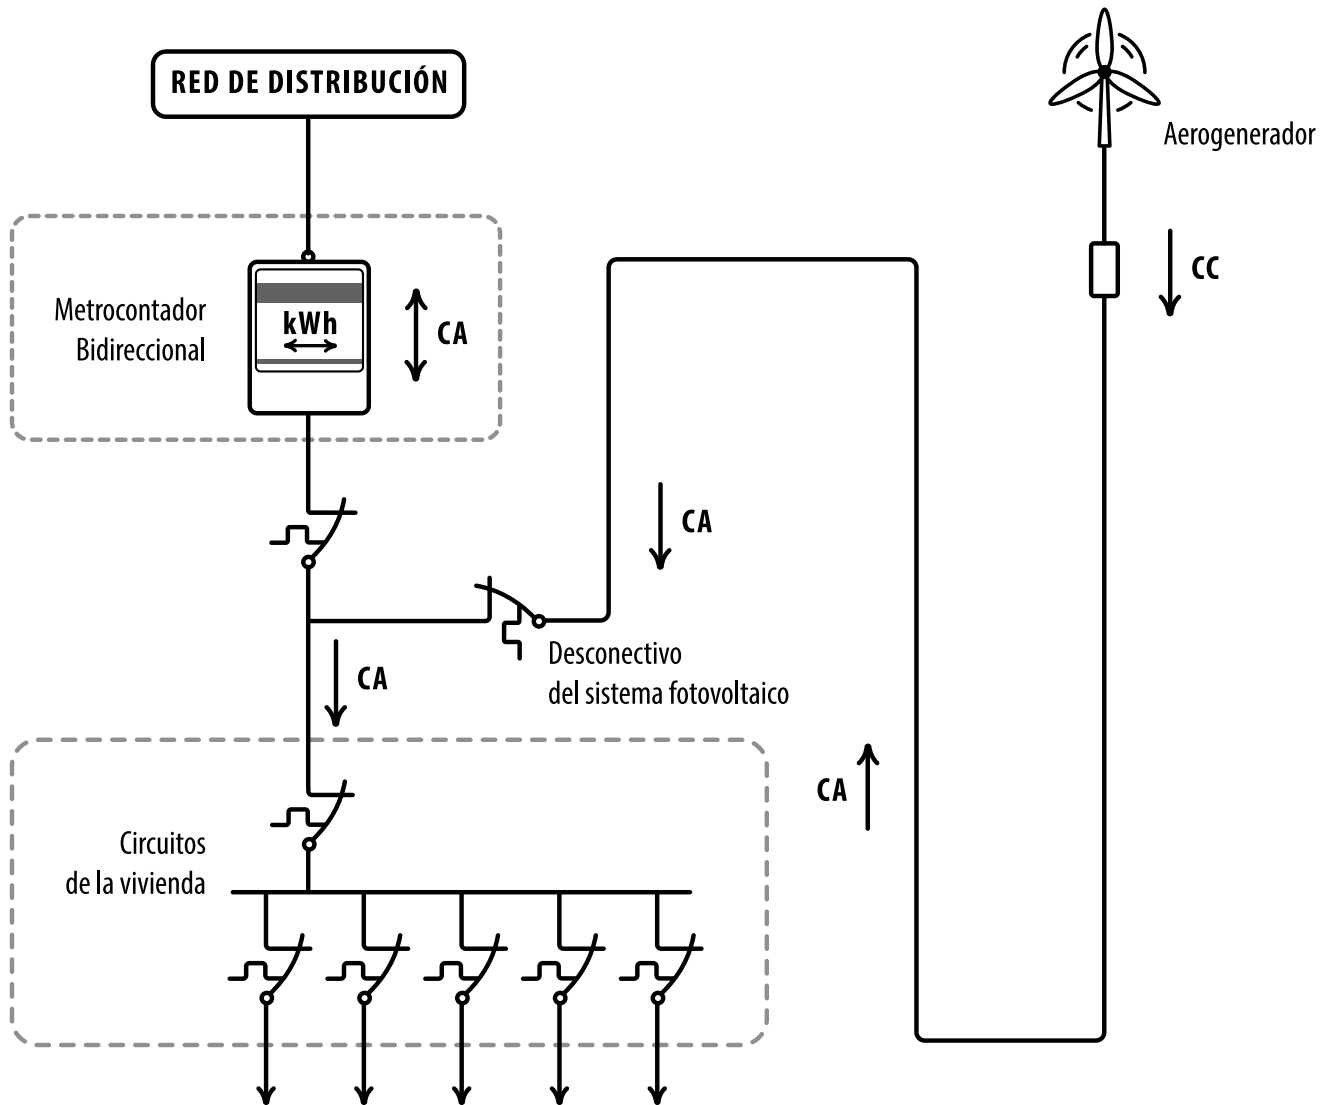 RED DE DISTRIBUCIÓN
Aerogenerador
CC
Metrocontador
Bidireccional
kWh
CA
CA
Desconectivo
del sistema fotovoltaico
CA
CA
Circuitos
de la vivienda